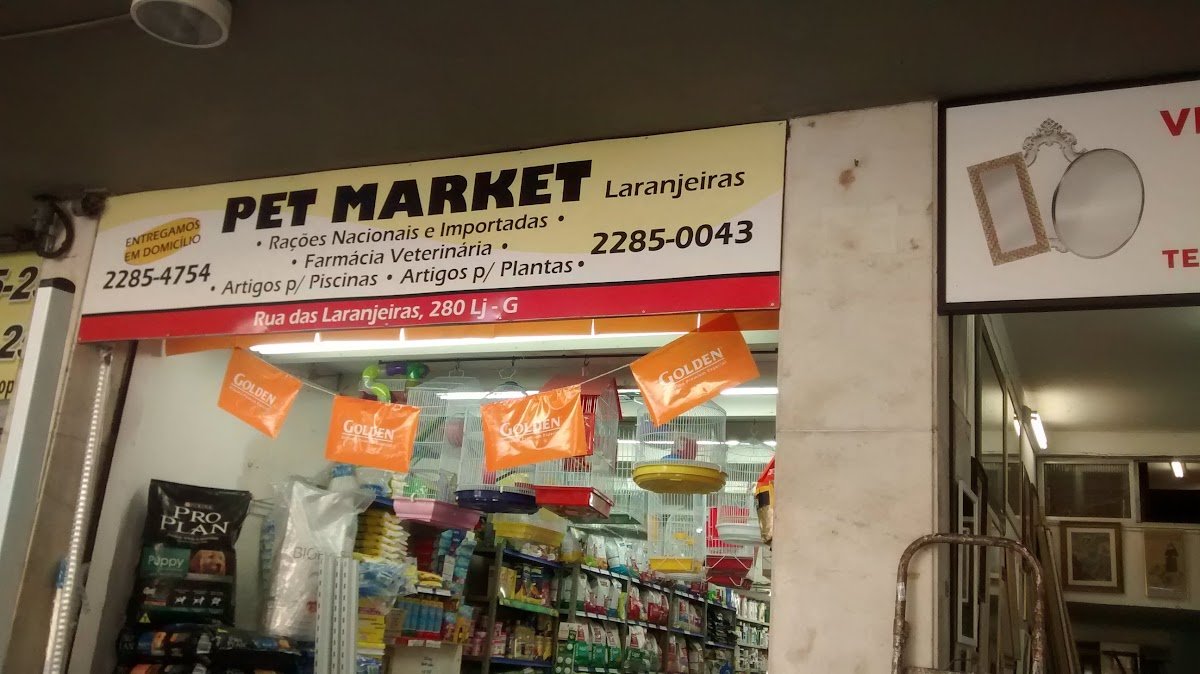 PET MARKET Laranjeiras
ENTREGAMOS
EM DOMICÍLIO
• Rações Nacionais e Importadas •
• Farmácia Veterinária •
• Artigos p/ Piscinas • Artigos p/ Plantas •
2285-4754
2285-0043
Rua das Laranjeiras, 280 Lj - G
GOLDEN
GOLDEN
GOLDEN
GOLDEN
PRO PLAN
Puppy